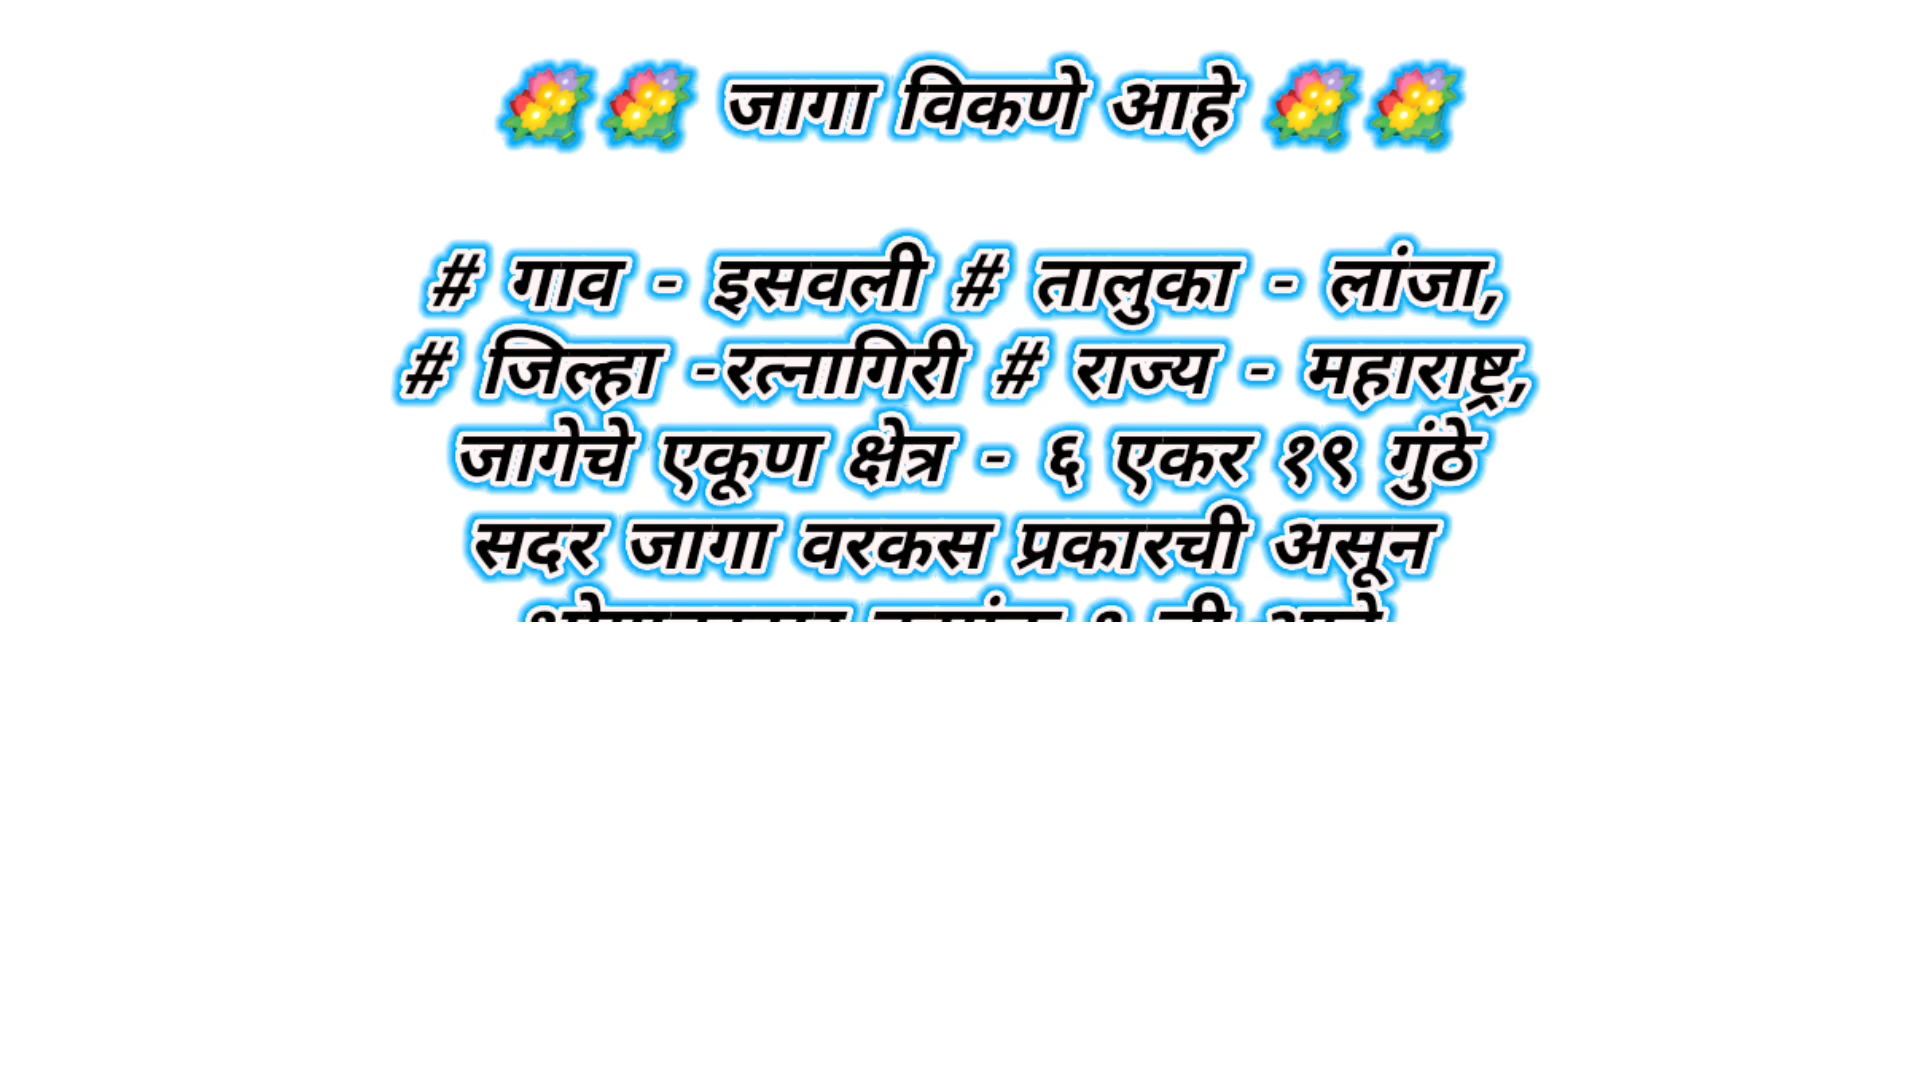 💐💐 जागा विकणे आहे 💐💐
# गाव - इसवली # तालुका - लांजा,
# जिल्हा -रत्नागिरी # राज्य - महाराष्ट्र,
जागेचे एकूण क्षेत्र - ६ एकर १९ गुंठे
सदर जागा वरकस प्रकारची असून